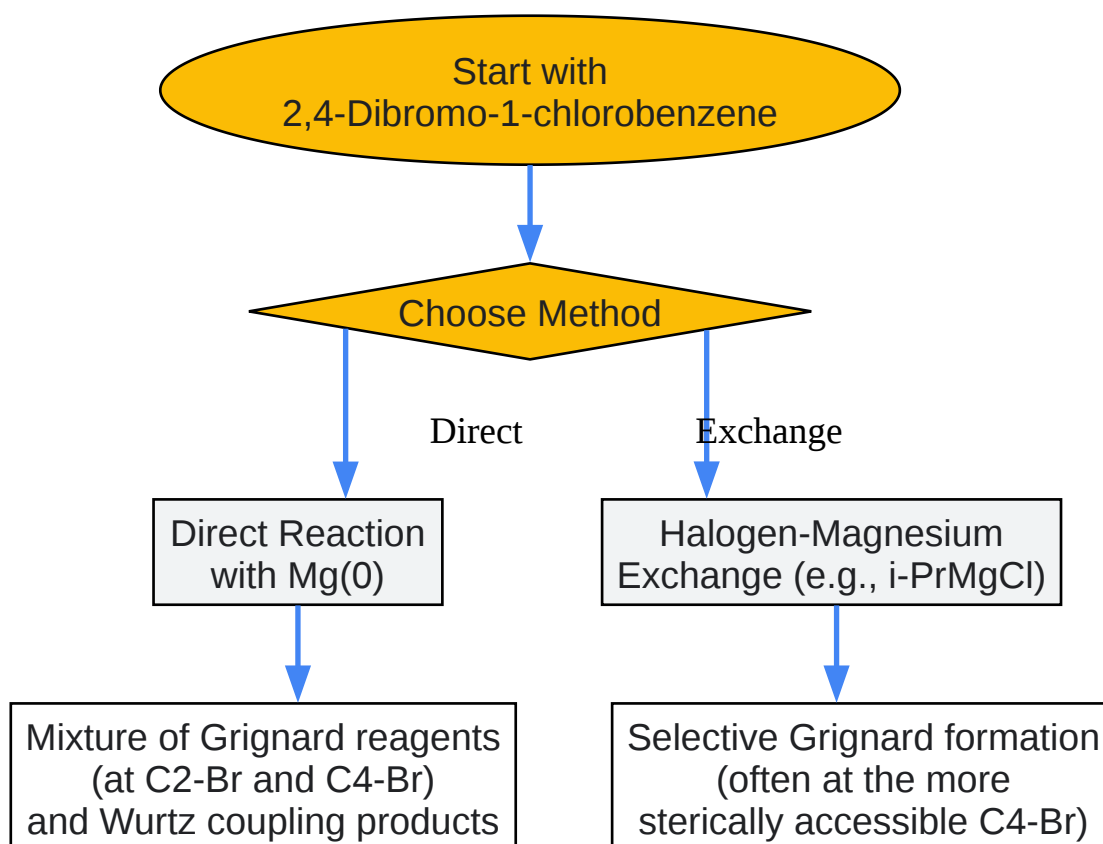 Start with
2,4-Dibromo-1-chlorobenzene
Choose Method
Direct
Exchange
Direct Reaction
with Mg(0)
Halogen-Magnesium
Exchange (e.g., i-PrMgCl)
Mixture of Grignard reagents
(at C2-Br and C4-Br)
and Wurtz coupling products
Selective Grignard formation
(often at the more
sterically accessible C4-Br)